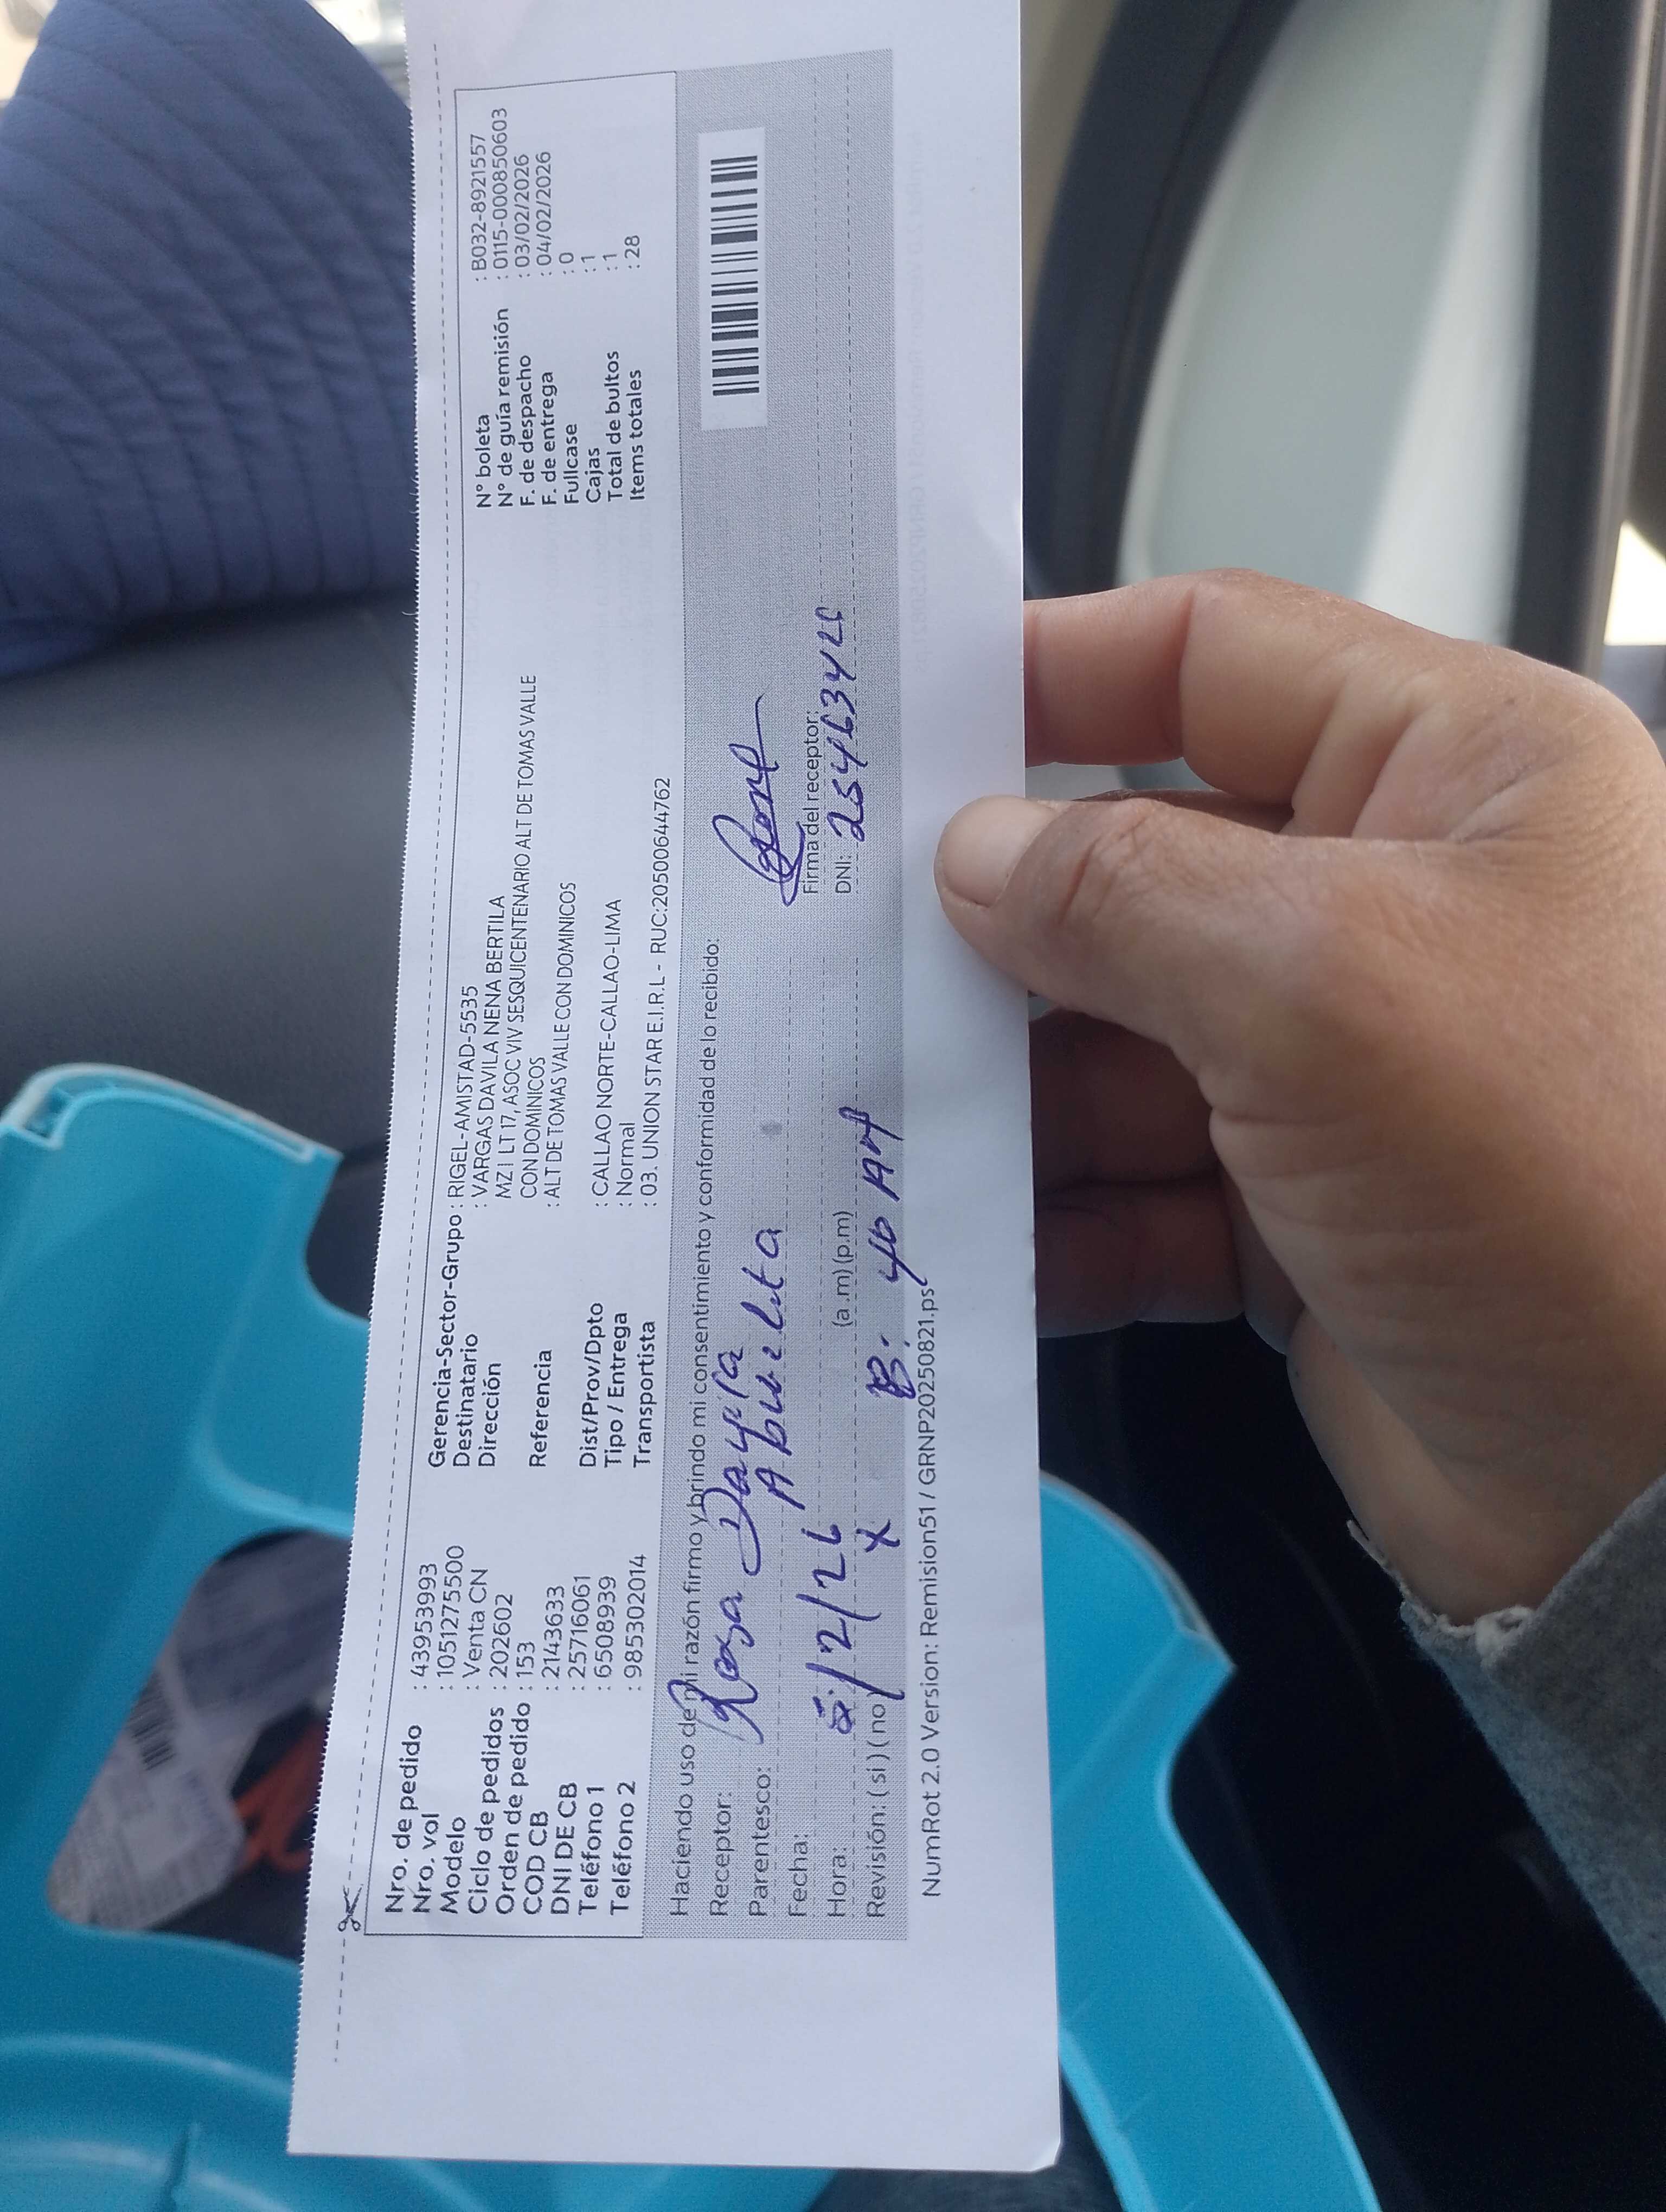 Nro. de pedido : 43953993
Nro. vol : 1051275500
Modelo : Venta CN
Ciclo de pedidos : 202602
Orden de pedido : 153
COD CB : 2143633
DNI DE CB : 25716061
Teléfono 1 : 6508939
Teléfono 2 : 985302014
Gerencia-Sector-Grupo : RIGEL-AMISTAD-5535
Destinatario : VARGAS DAVILA NENA BERTILA
Dirección MZ I LT 17, ASOC VIV SESQUICENTENARIO ALT DE TOMAS VALLE
CON DOMINICOS
Referencia : ALT DE TOMAS VALLE CON DOMINICOS
Dist/Prov/Dpto : CALLAO NORTE-CALLAO-LIMA
Tipo / Entrega : Normal
Transportista : 03. UNION STAR E.I.R.L - RUC:20500644762
N° boleta : B032-8921557
N° de guía remisión : 0115-0000850603
F. de despacho : 03/02/2026
F. de entrega : 04/02/2026
Fullcase : 0
Cajas : 1
Total de bultos : 1
Items totales : 28
Haciendo uso de mi razón firmo y brindo mi consentimiento y conformidad de lo recibido:
Receptor: Rosa Davila
Parentesco: Abuelita
Fecha: /2/26
Hora: (a.m) (p.m)
Revisión: (si) (no) X
Firma del receptor:
DNI:
NumRot 2.0 Version: Remision51 / GRNP20250821.ps